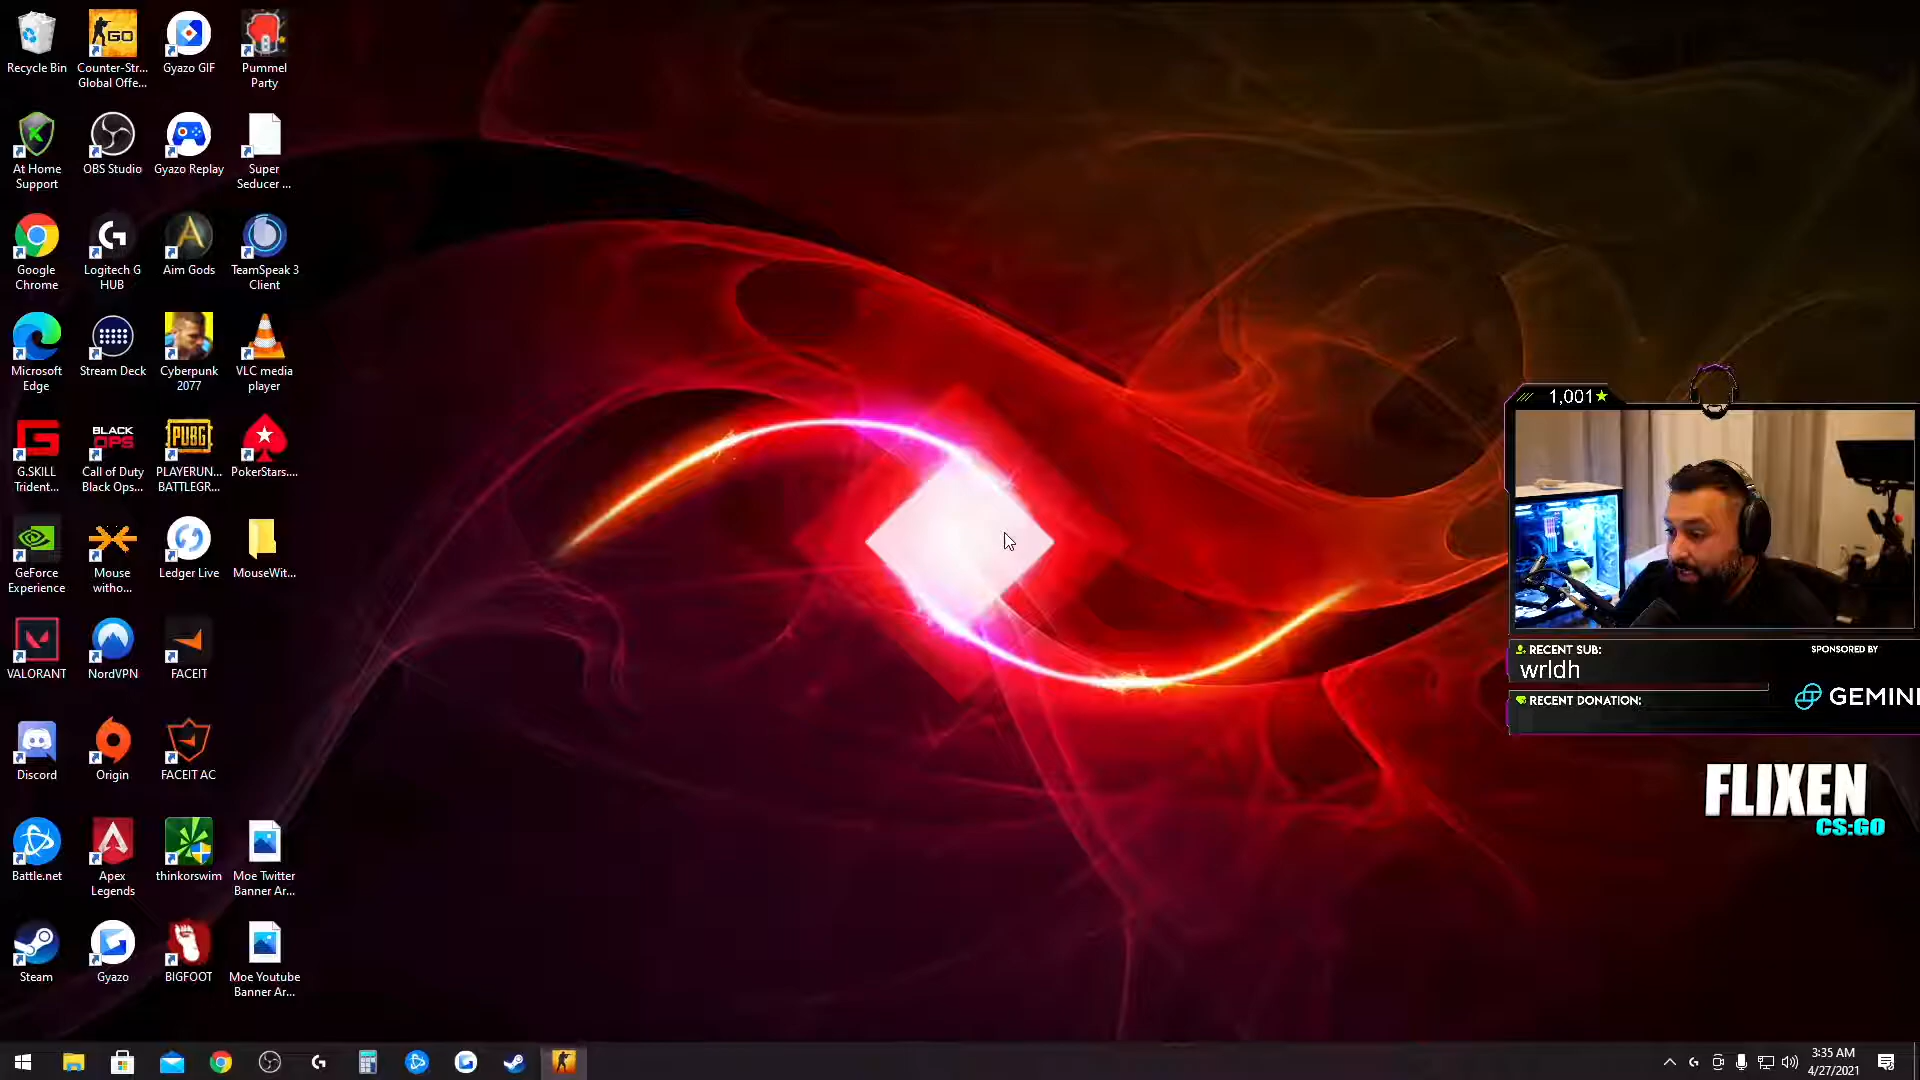 Recycle Bin
Counter-Str...
Global Offe...
Gyazo GIF
Pummel
Party
At Home
Support
OBS Studio
Gyazo Replay
Super
Seducer ...
Google
Chrome
Logitech G
HUB
Aim Gods
TeamSpeak 3
Client
Microsoft
Edge
Stream Deck
Cyberpunk
2077
VLC media
player
G.SKILL
Trident...
BLACK
OPS
Call of Duty
Black Ops...
PUBG
PLAYERUN...
BATTLEGR...
PokerStars....
GeForce
Experience
Mouse
witho...
Ledger Live
MouseWit...
VALORANT
NordVPN
FACEIT
Discord
Origin
FACEIT AC
Battle.net
Apex
Legends
thinkorswim
Moe Twitter
Banner Ar...
Steam
Gyazo
BIGFOOT
Moe Youtube
Banner Ar...
GO
1,001★
RECENT SUB:
wrldh
SPONSORED BY
GEMINI
RECENT DONATION:
FLIXEN
CS:GO
3:35 AM
4/27/2021